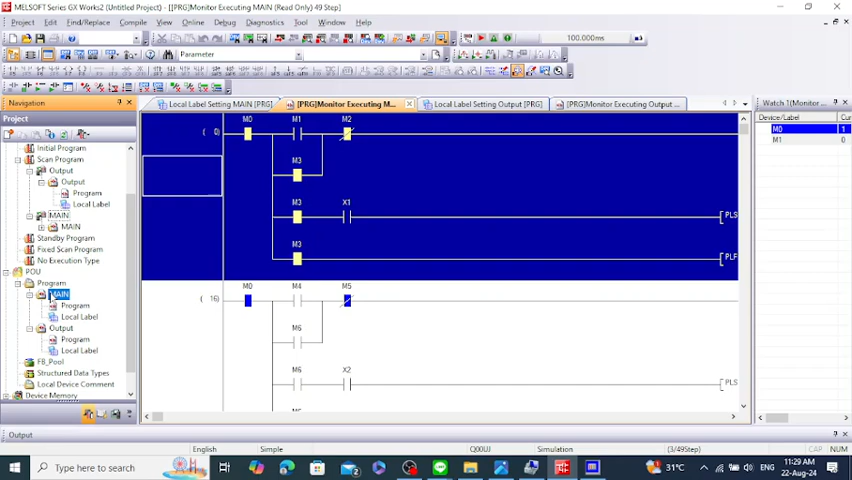 MELSOFT Series GX Works2 (Untitled Project) - [[PRG]Monitor Executing MAIN (Read Only) 49 Step]
Project Edit Find/Replace Compile View Online Debug Diagnostics Tool Window Help
100.000ms
Parameter
Navigation
Local Label Setting MAIN [PRG]
[PRG]Monitor Executing M...
Local Label Setting Output [PRG]
[PRG]Monitor Executing Output ...
Watch 1(Monitor
Project
Device/Label Cur
M0 1
M1 0
Initial Program
Scan Program
Output
Output
Program
Local Label
MAIN
MAIN
Standby Program
Fixed Scan Program
No Execution Type
POU
Program
MAIN
Program
Local Label
Output
Program
Local Label
FB_Pool
Structured Data Types
Local Device Comment
Device Memory
M0 M1 M2
( 0)
M3
M3 X1
[PLS
M3
[PLF
M0 M4 M5
( 16)
M6
M6 X2
[PLS
Output
English Simple Q00UJ Simulation (3/49Step) CAP NUM
Type here to search
31°C
ENG
11:29 AM
22-Aug-24